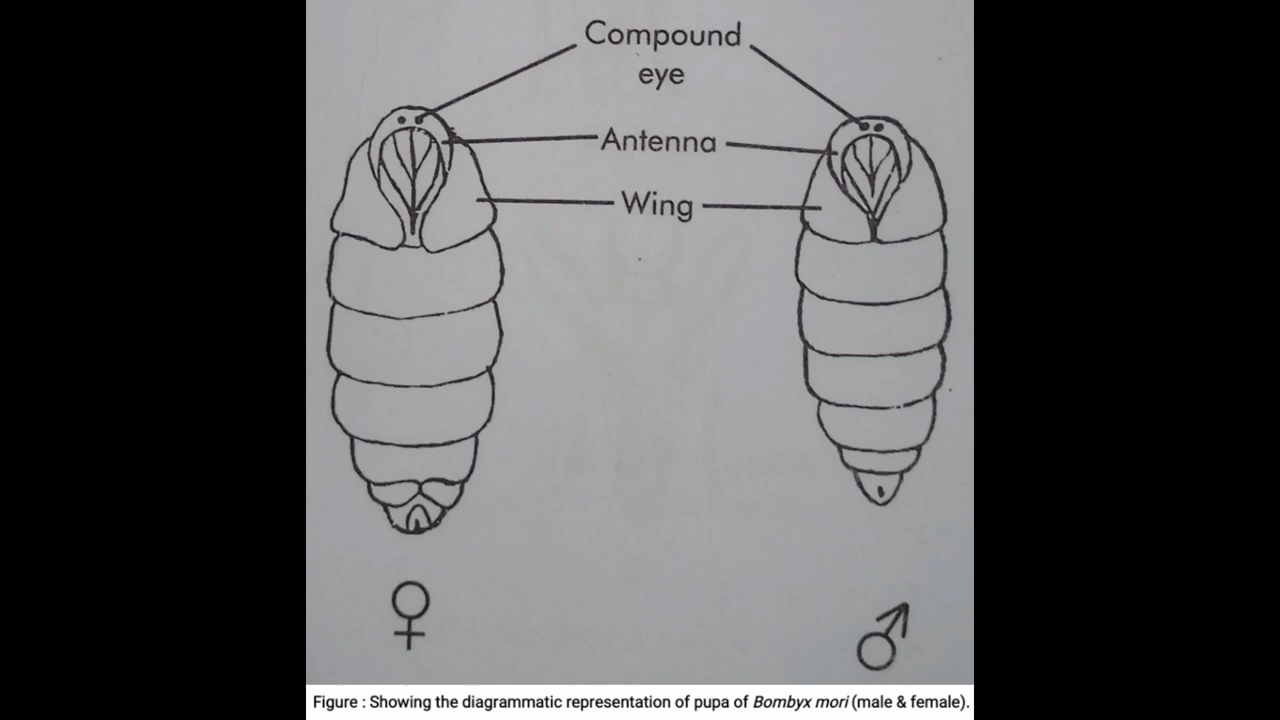 Compound
eye
Antenna
Wing
♀
♂
Figure : Showing the diagrammatic representation of pupa of Bombyx mori (male & female).